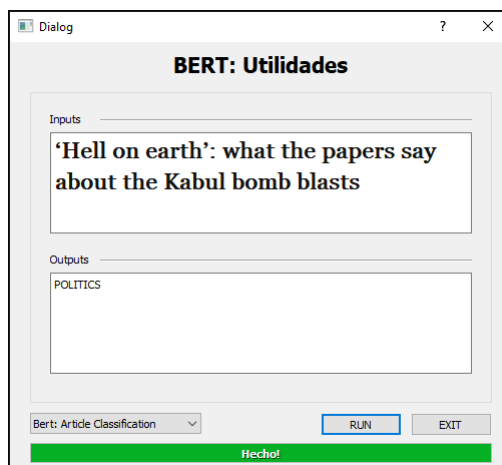 Dialog
?
BERT: Utilidades
Inputs
‘Hell on earth’: what the papers say
about the Kabul bomb blasts
Outputs
POLITICS
Bert: Article Classification
RUN
EXIT
Hecho!